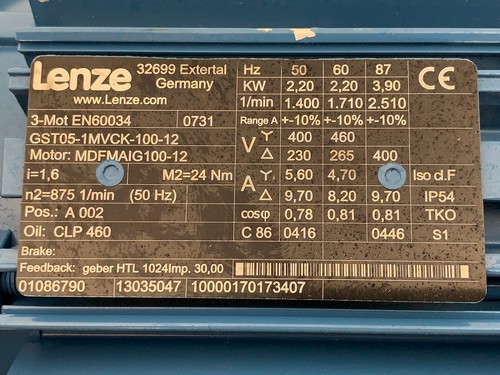 Lenze 32699 Extertal Germany
www.Lenze.com
Hz 50 60 87
KW 2,20 2,20 3,90
1/min 1.400 1.710 2.510
3-Mot EN60034 0731 Range A +-10% +-10% +-10%
GST05-1MVCK-100-12 V Y 400 460
Motor: MDFMAIG100-12 Δ 230 265 400
i=1,6 M2=24 Nm A Y 5,60 4,70 Iso cl.F
n2=875 1/min (50 Hz) Δ 9,70 8,20 9,70 IP54
Pos.: A 002 cosφ 0,78 0,81 0,81 TKO
Oil: CLP 460 C 86 0416 0446 S1
Brake:
Feedback: geber HTL 1024Imp. 30,00
01086790 13035047 10000170173407
CE